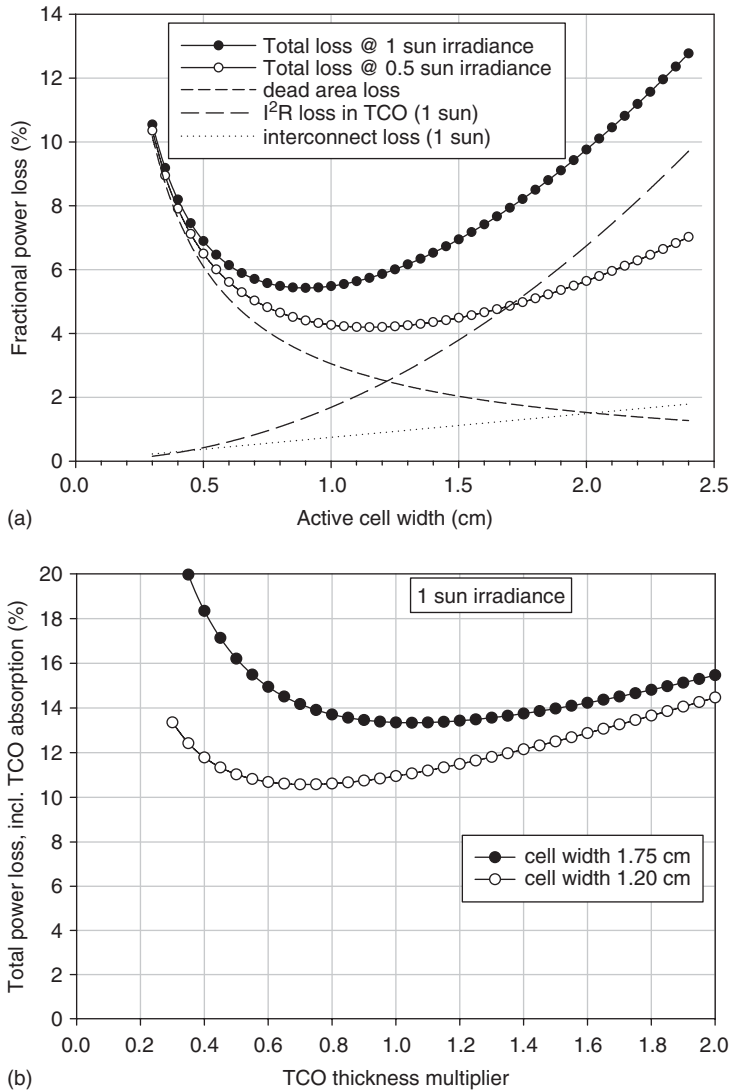 14
12
10
8
6
4
2
0
Fractional power loss (%)
Total loss @ 1 sun irradiance
Total loss @ 0.5 sun irradiance
dead area loss
I²R loss in TCO (1 sun)
interconnect loss (1 sun)
0.0 0.5 1.0 1.5 2.0 2.5
(a)
Active cell width (cm)
20
18
16
14
12
10
8
6
4
2
0
Total power loss, incl. TCO absorption (%)
1 sun irradiance
cell width 1.75 cm
cell width 1.20 cm
0.0 0.2 0.4 0.6 0.8 1.0 1.2 1.4 1.6 1.8 2.0
(b)
TCO thickness multiplier